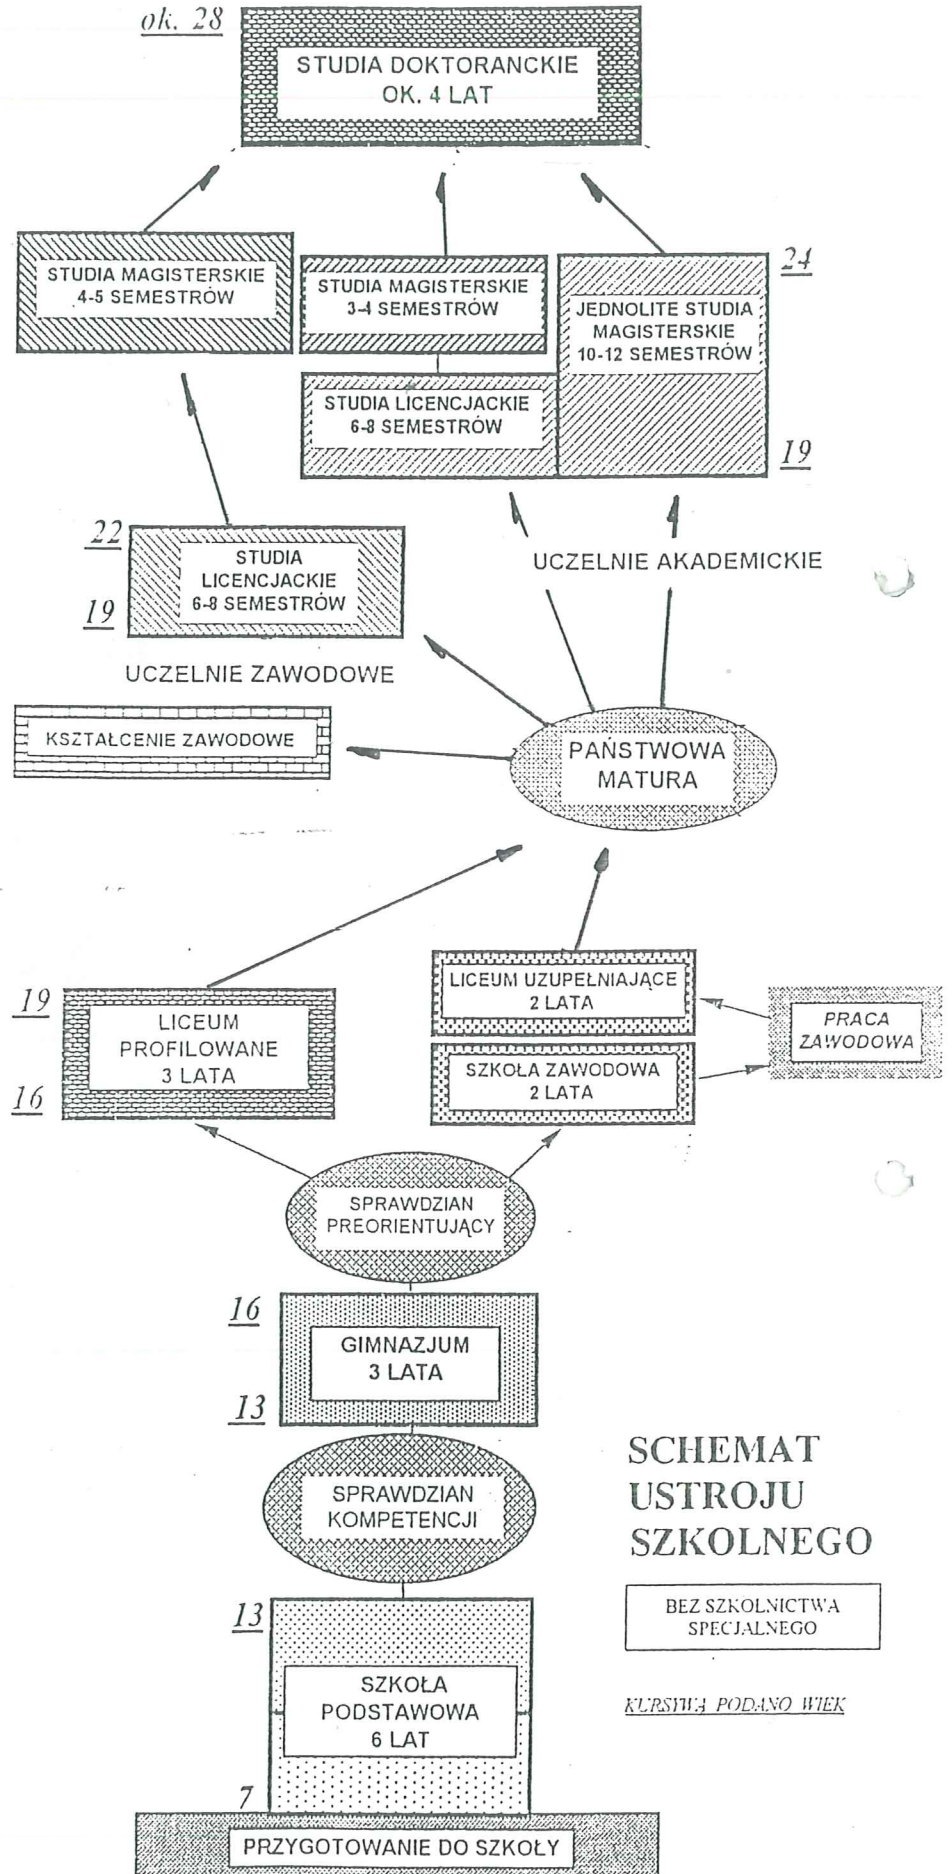 ok. 28
STUDIA DOKTORANCKIE
OK. 4 LAT
STUDIA MAGISTERSKIE
4-5 SEMESTRÓW
STUDIA MAGISTERSKIE
3-4 SEMESTRÓW
24
JEDNOLITE STUDIA
MAGISTERSKIE
10-12 SEMESTRÓW
STUDIA LICENCJACKIE
6-8 SEMESTRÓW
19
22
STUDIA
LICENCJACKIE
6-8 SEMESTRÓW
19
UCZELNIE AKADEMICKIE
UCZELNIE ZAWODOWE
KSZTAŁCENIE ZAWODOWE
PAŃSTWOWA
MATURA
19
LICEUM
PROFILOWANE
3 LATA
16
LICEUM UZUPEŁNIAJĄCE
2 LATA
PRACA
ZAWODOWA
SZKOŁA ZAWODOWA
2 LATA
SPRAWDZIAN
PREORIENTUJĄCY
16
GIMNAZJUM
3 LATA
13
SPRAWDZIAN
KOMPETENCJI
SCHEMAT
USTROJU
SZKOLNEGO
BEZ SZKOLNICTWA
SPECJALNEGO
KURSYWĄ PODANO WIEK
13
SZKOŁA
PODSTAWOWA
6 LAT
7
PRZYGOTOWANIE DO SZKOŁY